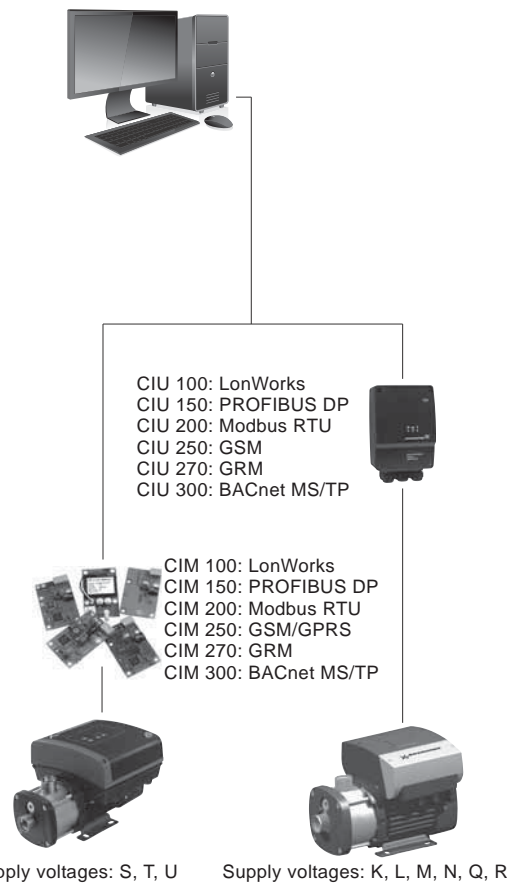 CIU 100: LonWorks
CIU 150: PROFIBUS DP
CIU 200: Modbus RTU
CIU 250: GSM
CIU 270: GRM
CIU 300: BACnet MS/TP
CIM 100: LonWorks
CIM 150: PROFIBUS DP
CIM 200: Modbus RTU
CIM 250: GSM/GPRS
CIM 270: GRM
CIM 300: BACnet MS/TP
pply voltages: S, T, U
Supply voltages: K, L, M, N, Q, R